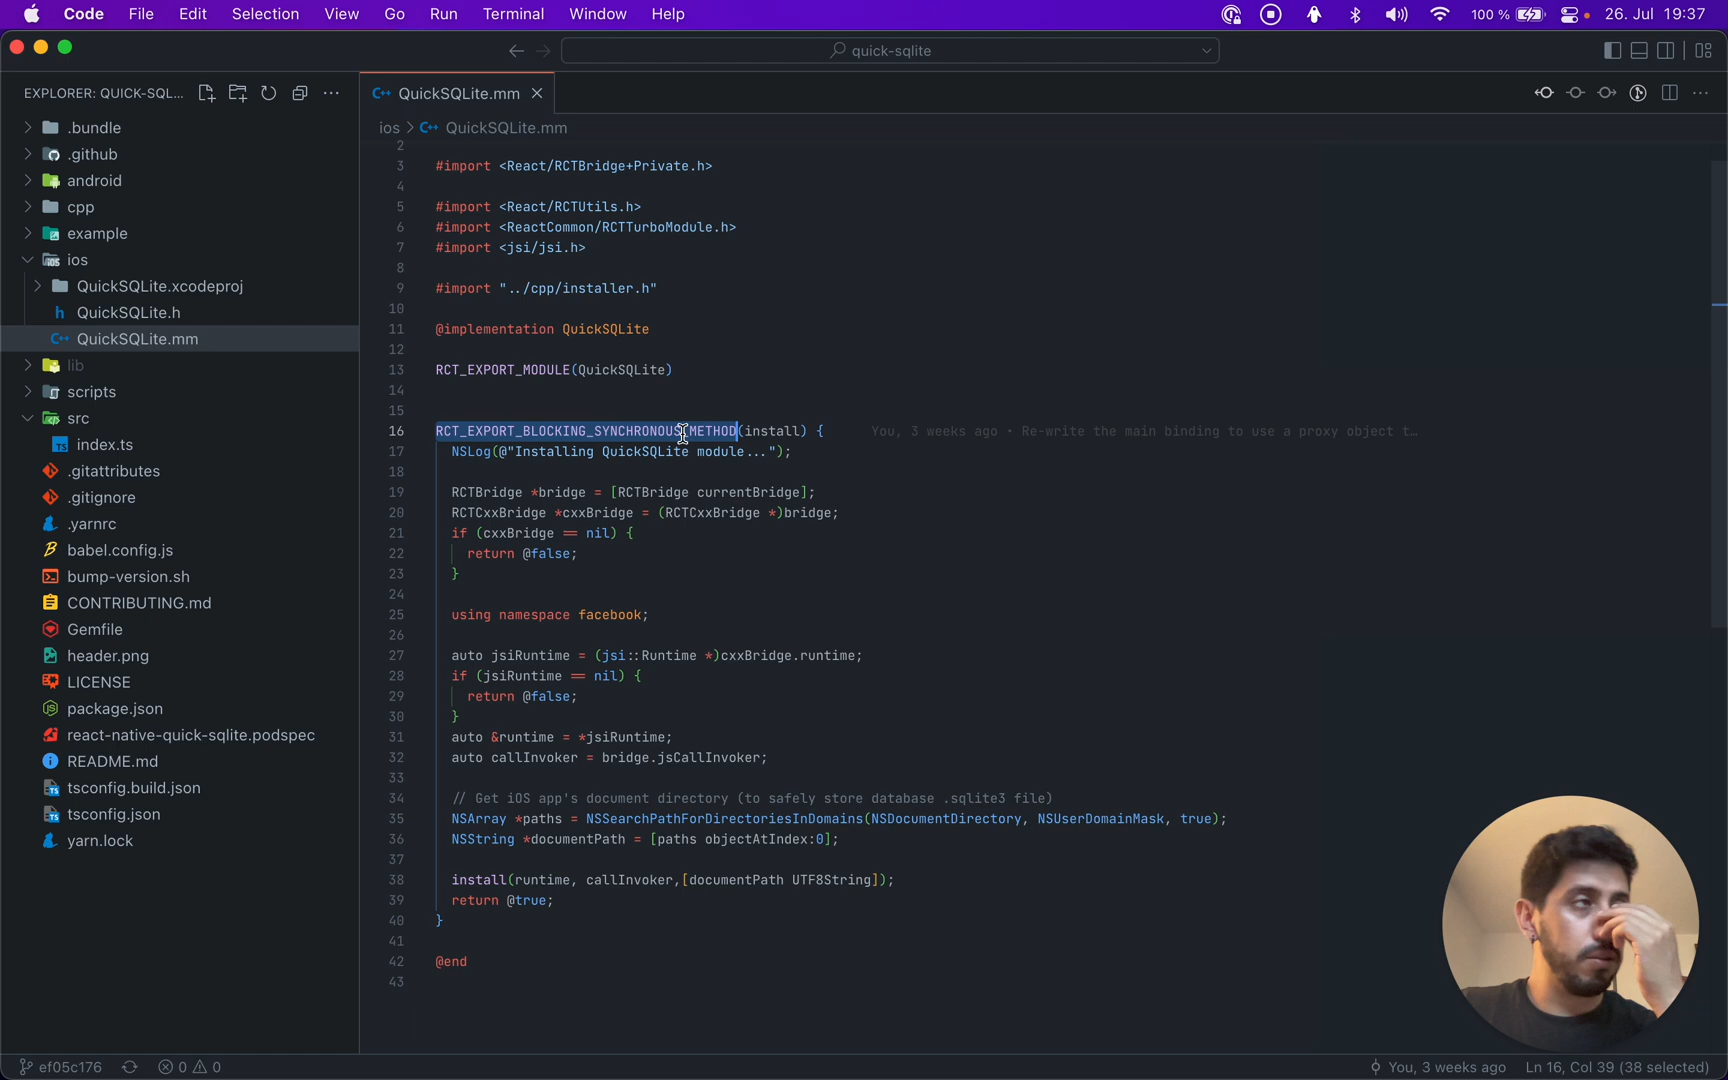 Code File Edit Selection View Go Run Terminal Window Help 100 % 26. Jul 19:37
quick-sqlite
EXPLORER: QUICK-SQL...
.bundle
.github
android
cpp
example
ios
QuickSQLite.xcodeproj
QuickSQLite.h
QuickSQLite.mm
lib
scripts
src
index.ts
.gitattributes
.gitignore
.yarnrc
babel.config.js
bump-version.sh
CONTRIBUTING.md
Gemfile
header.png
LICENSE
package.json
react-native-quick-sqlite.podspec
README.md
tsconfig.build.json
tsconfig.json
yarn.lock
QuickSQLite.mm
ios > QuickSQLite.mm
2
3 #import <React/RCTBridge+Private.h>
4
5 #import <React/RCTUtils.h>
6 #import <ReactCommon/RCTTurboModule.h>
7 #import <jsi/jsi.h>
8
9 #import "../cpp/installer.h"
10
11 @implementation QuickSQLite
12
13 RCT_EXPORT_MODULE(QuickSQLite)
14
15
16 RCT_EXPORT_BLOCKING_SYNCHRONOUS_METHOD(install) { You, 3 weeks ago • Re-write the main binding to use a proxy object t...
17 NSLog(@"Installing QuickSQLite module...");
18
19 RCTBridge *bridge = [RCTBridge currentBridge];
20 RCTCxxBridge *cxxBridge = (RCTCxxBridge *)bridge;
21 if (cxxBridge == nil) {
22 return @false;
23 }
24
25 using namespace facebook;
26
27 auto jsiRuntime = (jsi::Runtime *)cxxBridge.runtime;
28 if (jsiRuntime == nil) {
29 return @false;
30 }
31 auto &runtime = *jsiRuntime;
32 auto callInvoker = bridge.jsCallInvoker;
33
34 // Get iOS app's document directory (to safely store database .sqlite3 file)
35 NSArray *paths = NSSearchPathForDirectoriesInDomains(NSDocumentDirectory, NSUserDomainMask, true);
36 NSString *documentPath = [paths objectAtIndex:0];
37
38 install(runtime, callInvoker,[documentPath UTF8String]);
39 return @true;
40 }
41
42 @end
43
ef05c176 0 0 You, 3 weeks ago Ln 16, Col 39 (38 selected)